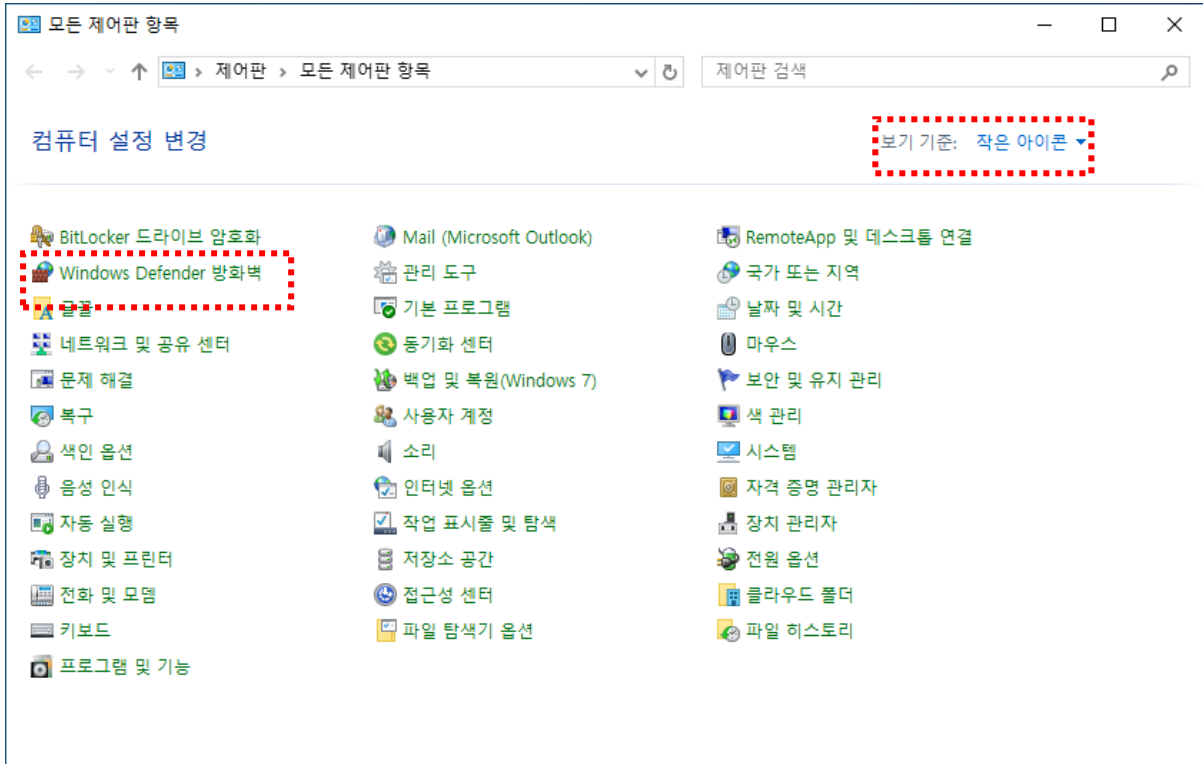 모든 제어판 항목
제어판 › 모든 제어판 항목
제어판 검색
컴퓨터 설정 변경
보기 기준: 작은 아이콘
BitLocker 드라이브 암호화
Mail (Microsoft Outlook)
RemoteApp 및 데스크톱 연결
Windows Defender 방화벽
관리 도구
국가 또는 지역
글꼴
기본 프로그램
날짜 및 시간
네트워크 및 공유 센터
동기화 센터
마우스
문제 해결
백업 및 복원(Windows 7)
보안 및 유지 관리
복구
사용자 계정
색 관리
색인 옵션
소리
시스템
음성 인식
인터넷 옵션
자격 증명 관리자
자동 실행
작업 표시줄 및 탐색
장치 관리자
장치 및 프린터
저장소 공간
전원 옵션
전화 및 모뎀
접근성 센터
클라우드 폴더
키보드
파일 탐색기 옵션
파일 히스토리
프로그램 및 기능